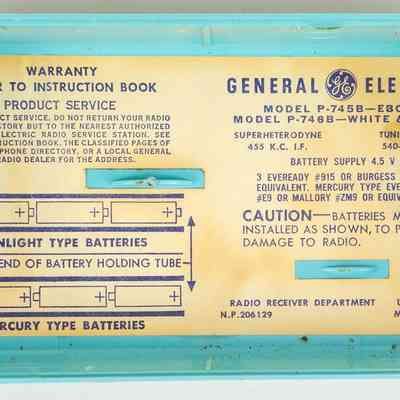 WARRANTY
R TO INSTRUCTION BOOK
PRODUCT SERVICE
CT SERVICE, DO NOT RETURN YOUR RADIO
TORY BUT TO THE NEAREST AUTHORIZED
ELECTRIC RADIO SERVICE STATION. SEE
TRUCTION BOOK, THE CLASSIFIED PAGES OF
EPHONE DIRECTORY, OR A LOCAL GENERAL
RADIO DEALER FOR THE ADDRESS.
NLIGHT TYPE BATTERIES
END OF BATTERY HOLDING TUBE
RCURY TYPE BATTERIES
GENERAL GE ELE
MODEL P-745B—EBO
MODEL P-746B—WHITE &
SUPERHETERODYNE TUNI
455 K.C. I.F. 540-
BATTERY SUPPLY 4.5 V
3 EVEREADY #915 OR BURGESS
EQUIVALENT. MERCURY TYPE EVE
#E9 OR MALLORY #ZM9 OR EQUIV
CAUTION—BATTERIES M
INSTALLED AS SHOWN, TO P
DAMAGE TO RADIO.
RADIO RECEIVER DEPARTMENT U
N.P. 206129 M